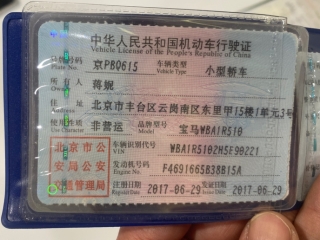 中华人民共和国机动车行驶证
Vehicle License of the People's Republic of China
号牌号码 京PBQ615 车辆类型 小型轿车
Plate No. Vehicle Type
所有人 蒋妮
Owner
住址 北京市丰台区云岗南区东里甲15楼1单元3号
Address
使用性质 非营运 品牌型号 宝马WBA1R510
Use Character Model
北京市公安局公安交通管理局
车辆识别代号
VIN
发动机号码
Engine No.
注册日期 2017-06-29 发证日期 2017-06-29
Register Date Issue Date